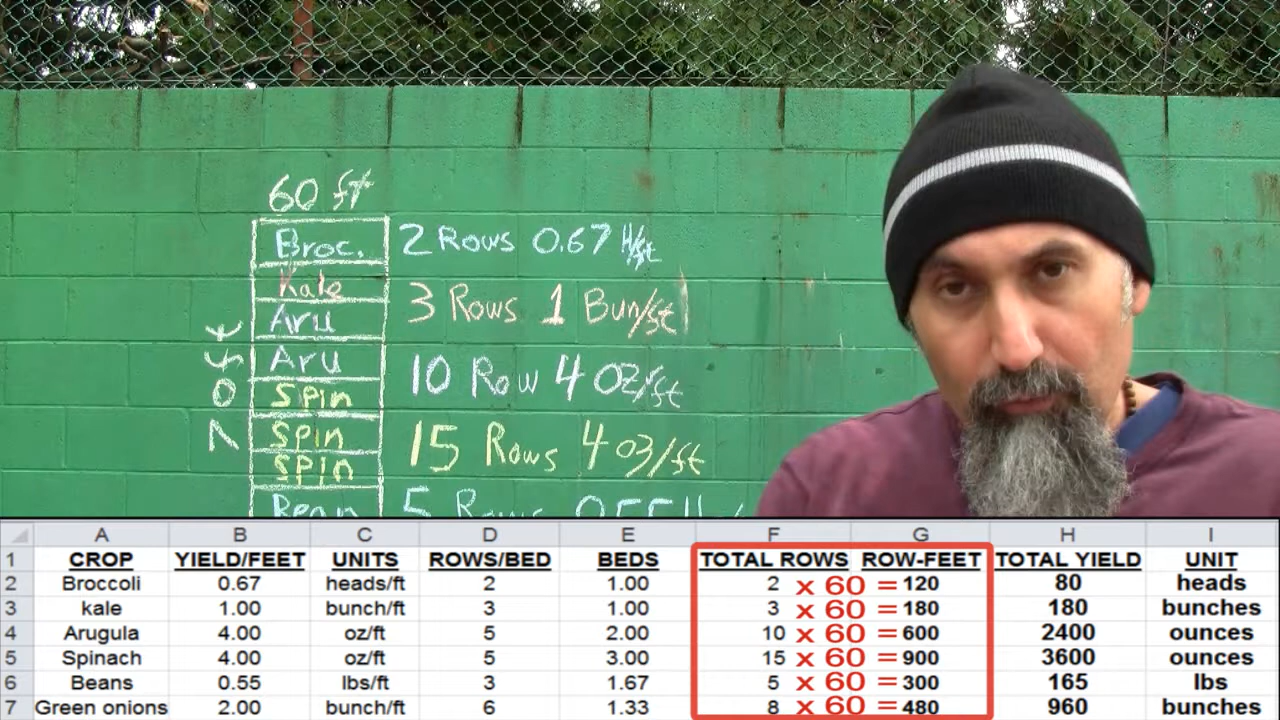 60 ft
Broc. 2 Rows 0.67 H/ft
Kale 3 Rows 1 Bun/ft
Aru
Aru 10 Row 4 OZ/ft
Spin
Spin 15 Rows 4 oz/ft
Spin
Bean 5 Rows 0.55
A B C D E F G H I
1 CROP YIELD/FEET UNITS ROWS/BED BEDS TOTAL ROWS ROW-FEET TOTAL YIELD UNIT
2 Broccoli 0.67 heads/ft 2 1.00 2 x 60 = 120 80 heads
3 kale 1.00 bunch/ft 3 1.00 3 x 60 = 180 180 bunches
4 Arugula 4.00 oz/ft 5 2.00 10 x 60 = 600 2400 ounces
5 Spinach 4.00 oz/ft 5 3.00 15 x 60 = 900 3600 ounces
6 Beans 0.55 lbs/ft 3 1.67 5 x 60 = 300 165 lbs
7 Green onions 2.00 bunch/ft 6 1.33 8 x 60 = 480 960 bunches